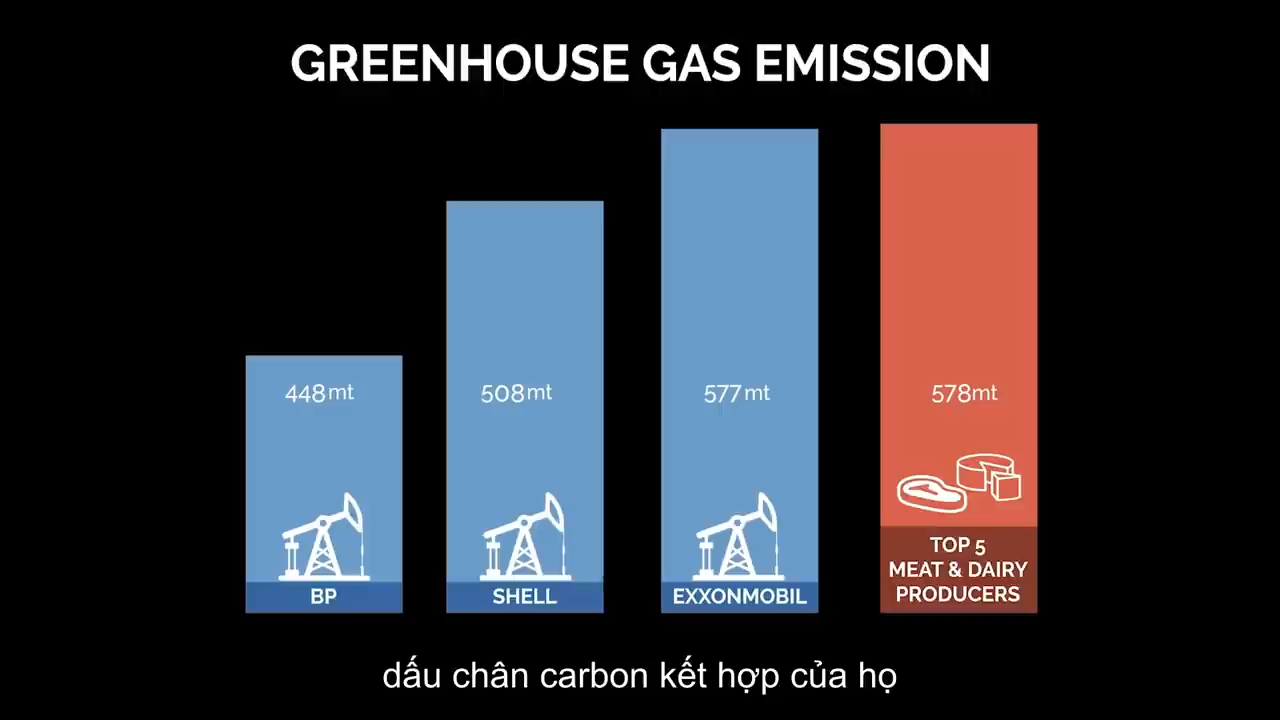 GREENHOUSE GAS EMISSION
448mt
508mt
577mt
578mt
BP
SHELL
EXXONMOBIL
TOP 5
MEAT & DAIRY
PRODUCERS
dấu chân carbon kết hợp của họ